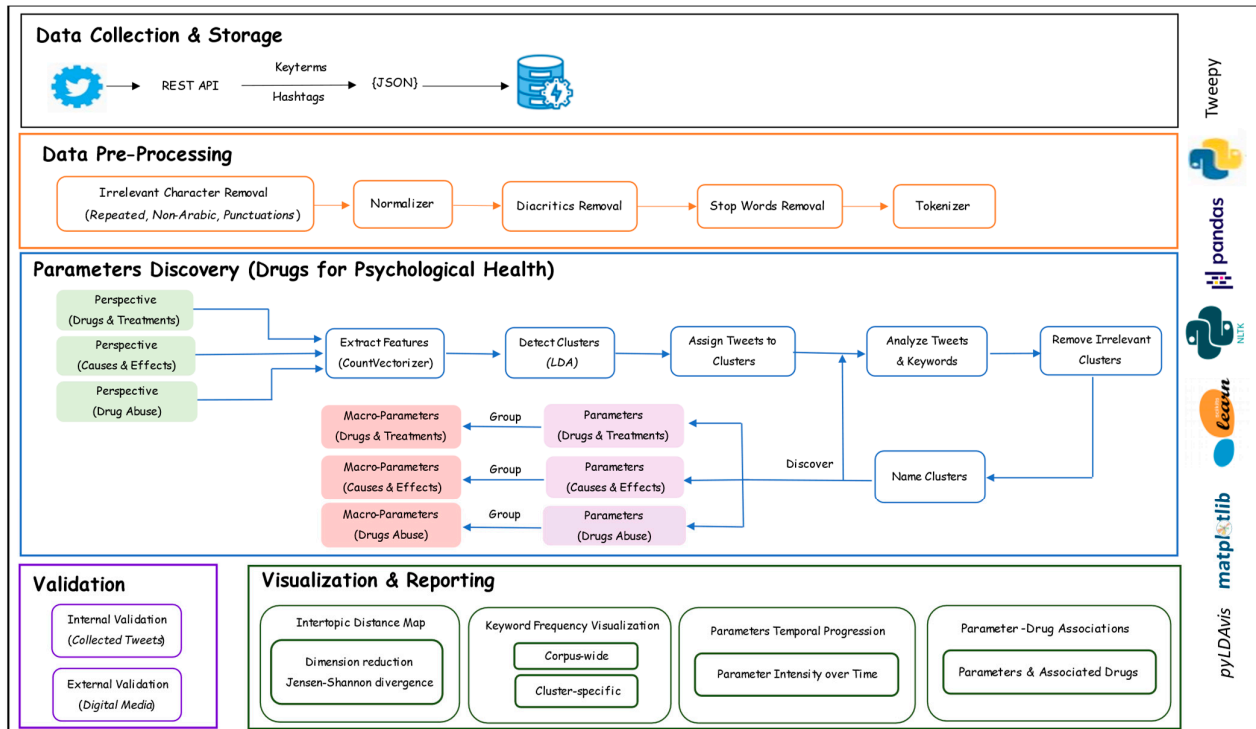 Data Collection & Storage
REST API
Keyterms
Hashtags
{JSON}
Data Pre-Processing
Irrelevant Character Removal
(Repeated, Non-Arabic, Punctuations)
Normalizer
Diacritics Removal
Stop Words Removal
Tokenizer
Parameters Discovery (Drugs for Psychological Health)
Perspective
(Drugs & Treatments)
Perspective
(Causes & Effects)
Perspective
(Drug Abuse)
Extract Features
(CountVectorizer)
Detect Clusters
(LDA)
Assign Tweets to
Clusters
Analyze Tweets
& Keywords
Remove Irrelevant
Clusters
Macro-Parameters
(Drugs & Treatments)
Group
Parameters
(Drugs & Treatments)
Macro-Parameters
(Causes & Effects)
Group
Parameters
(Causes & Effects)
Discover
Name Clusters
Macro-Parameters
(Drugs Abuse)
Group
Parameters
(Drugs Abuse)
Validation
Internal Validation
(Collected Tweets)
External Validation
(Digital Media)
Visualization & Reporting
Intertopic Distance Map
Dimension reduction
Jensen-Shannon divergence
Keyword Frequency Visualization
Corpus-wide
Cluster-specific
Parameters Temporal Progression
Parameter Intensity over Time
Parameter-Drug Associations
Parameters & Associated Drugs
Tweepy
pandas
NLTK
learn
matplotlib
pyLDAvis